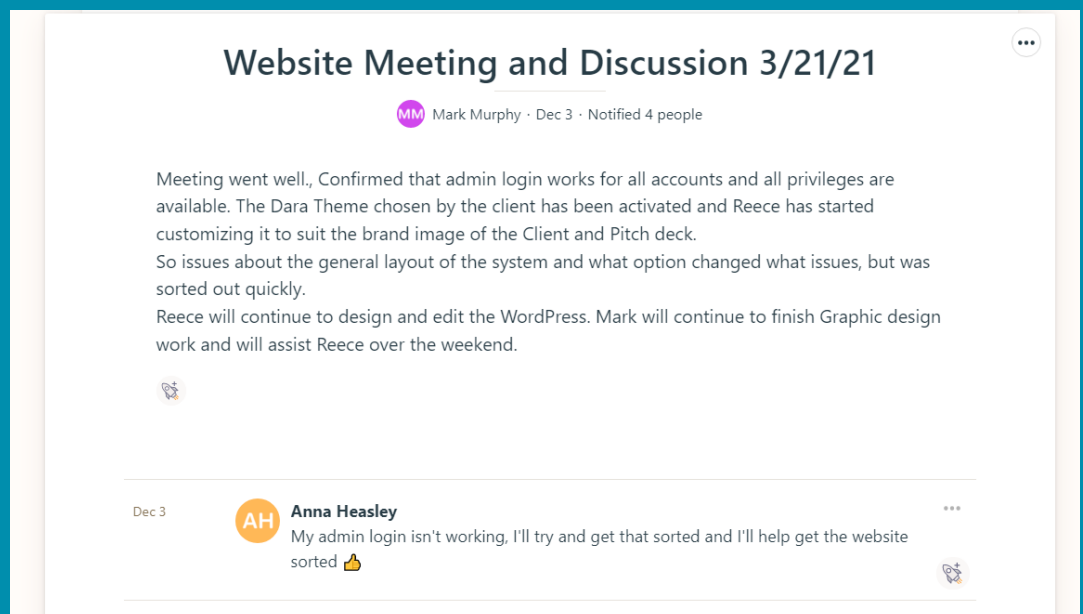 Website Meeting and Discussion 3/21/21
MM Mark Murphy · Dec 3 · Notified 4 people
Meeting went well., Confirmed that admin login works for all accounts and all privileges are
available. The Dara Theme chosen by the client has been activated and Reece has started
customizing it to suit the brand image of the Client and Pitch deck.
So issues about the general layout of the system and what option changed what issues, but was
sorted out quickly.
Reece will continue to design and edit the WordPress. Mark will continue to finish Graphic design
work and will assist Reece over the weekend.
Dec 3
AH
Anna Heasley
My admin login isn't working, I'll try and get that sorted and I'll help get the website
sorted 👍